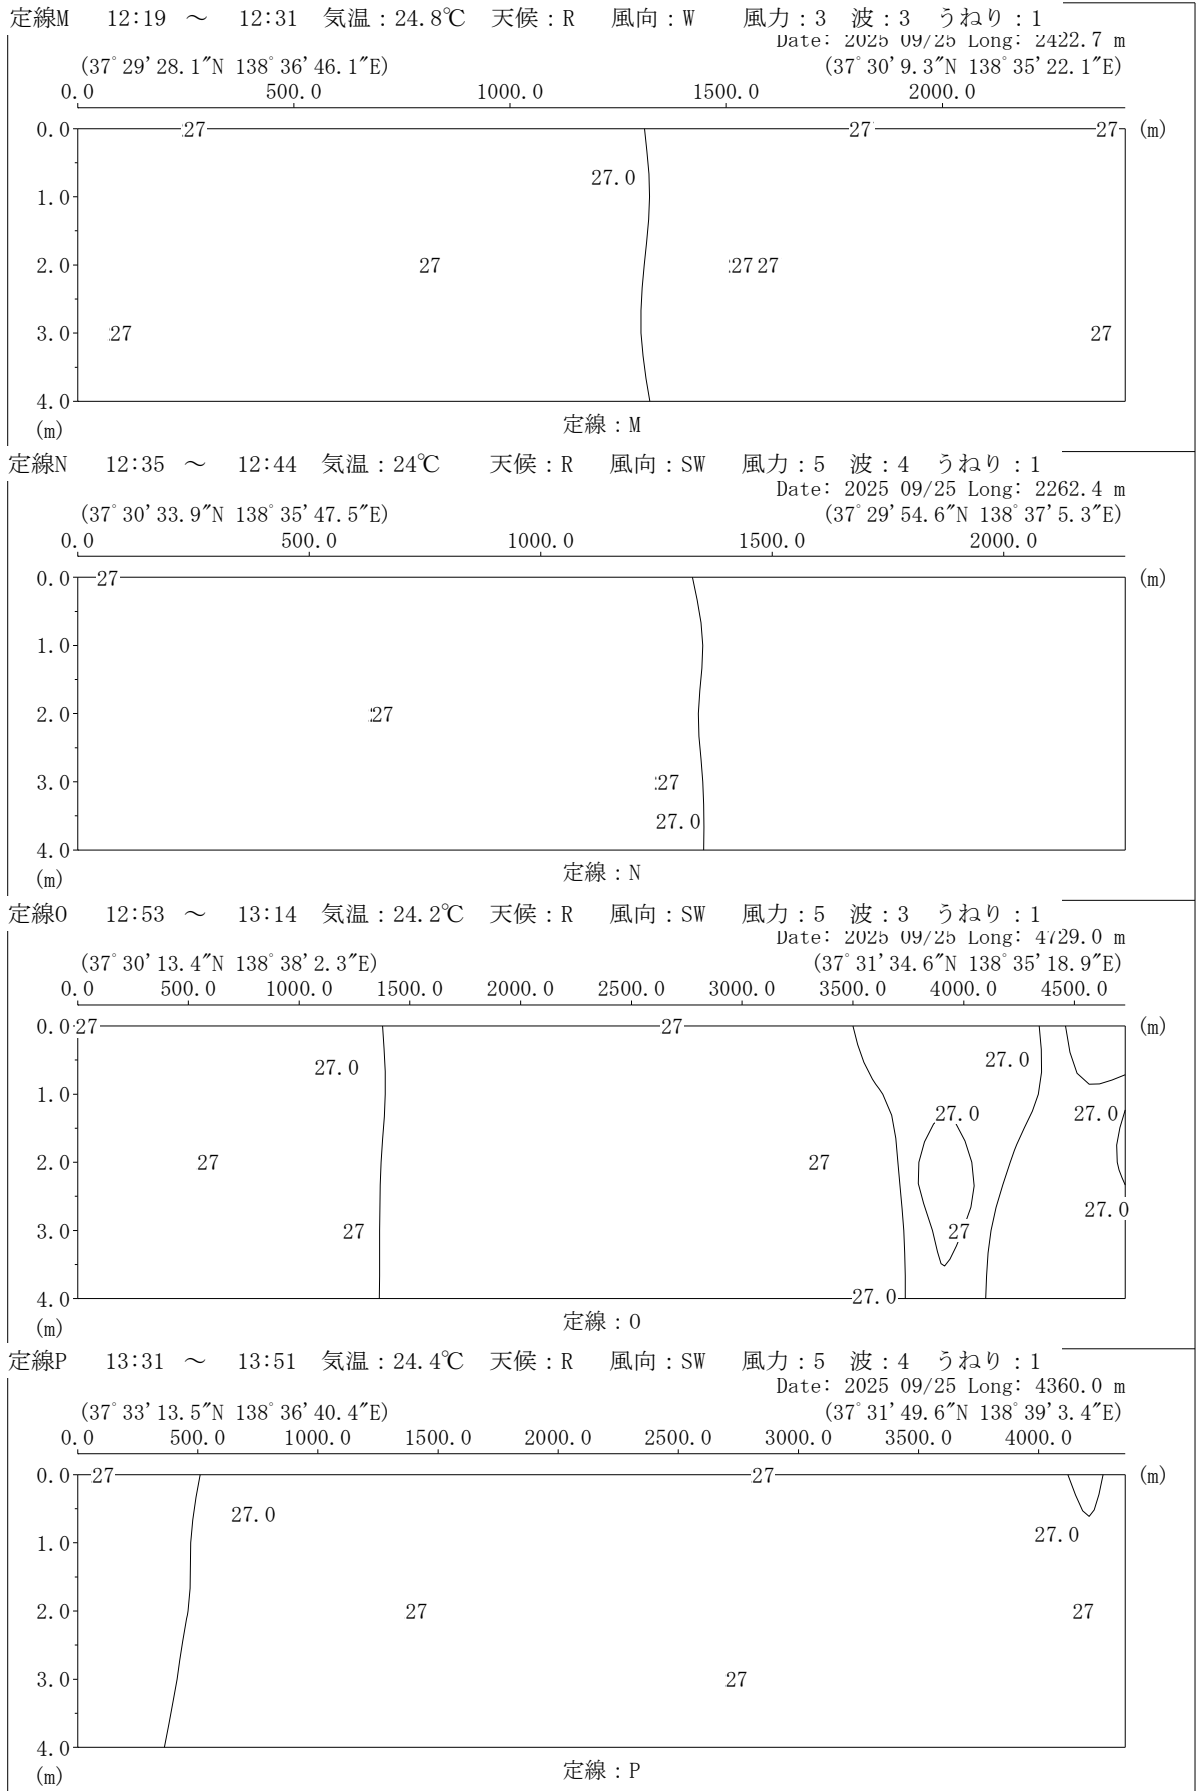 定線M 12:19 ～ 12:31 気温：24.8℃ 天候：R 風向：W 風力：3 波：3 うねり：1
Date: 2025 09/25 Long: 2422.7 m
(37°29'28.1"N 138°36'46.1"E) (37°30'9.3"N 138°35'22.1"E)
0.0 500.0 1000.0 1500.0 2000.0
0.0 27 27 27 (m)
27.0
1.0
2.0 27 27 27
3.0 27 27
4.0
(m) 定線：M
定線N 12:35 ～ 12:44 気温：24℃ 天候：R 風向：SW 風力：5 波：4 うねり：1
Date: 2025 09/25 Long: 2262.4 m
(37°30'33.9"N 138°35'47.5"E) (37°29'54.6"N 138°37'5.3"E)
0.0 500.0 1000.0 1500.0 2000.0
0.0 27 (m)
1.0
2.0 27
3.0 27
27.0
4.0
(m) 定線：N
定線O 12:53 ～ 13:14 気温：24.2℃ 天候：R 風向：SW 風力：5 波：3 うねり：1
Date: 2025 09/25 Long: 4729.0 m
(37°30'13.4"N 138°38'2.3"E) (37°31'34.6"N 138°35'18.9"E)
0.0 500.0 1000.0 1500.0 2000.0 2500.0 3000.0 3500.0 4000.0 4500.0
0.0 27 27 (m)
27.0 27.0
1.0
27.0 27.0
2.0 27 27
27.0
3.0 27 27
4.0 27.0
(m) 定線：O
定線P 13:31 ～ 13:51 気温：24.4℃ 天候：R 風向：SW 風力：5 波：4 うねり：1
Date: 2025 09/25 Long: 4360.0 m
(37°33'13.5"N 138°36'40.4"E) (37°31'49.6"N 138°39'3.4"E)
0.0 500.0 1000.0 1500.0 2000.0 2500.0 3000.0 3500.0 4000.0
0.0 27 27 (m)
27.0
27.0
1.0
2.0 27 27
3.0 27
4.0
(m) 定線：P